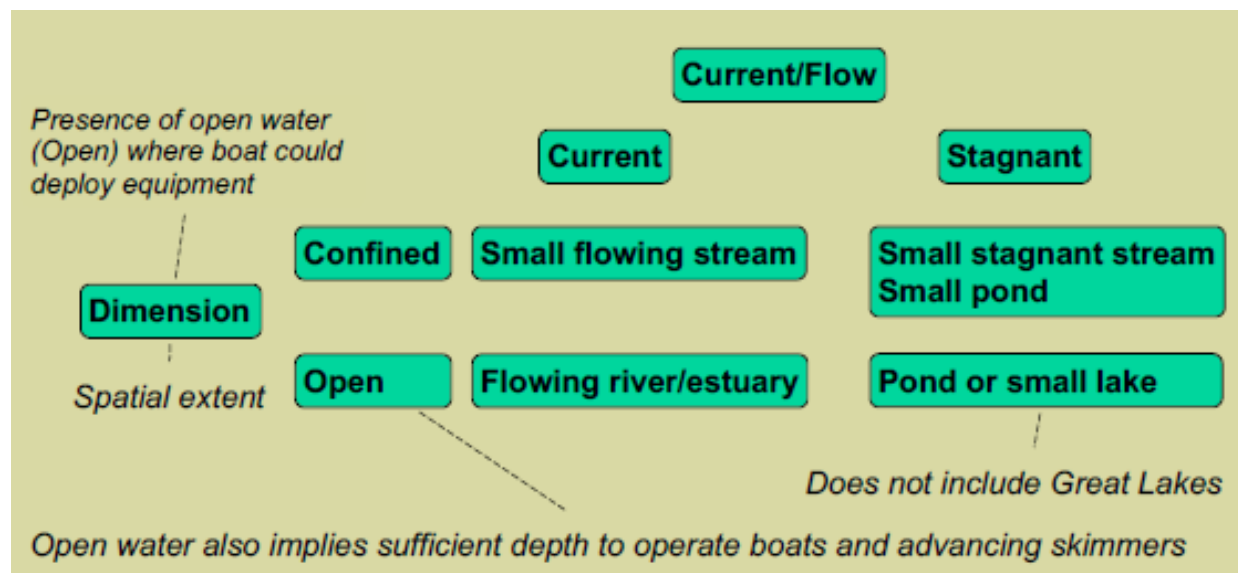 Current/Flow
Presence of open water
(Open) where boat could
deploy equipment
Current
Stagnant
Confined
Small flowing stream
Small stagnant stream
Small pond
Dimension
Spatial extent
Open
Flowing river/estuary
Pond or small lake
Does not include Great Lakes
Open water also implies sufficient depth to operate boats and advancing skimmers